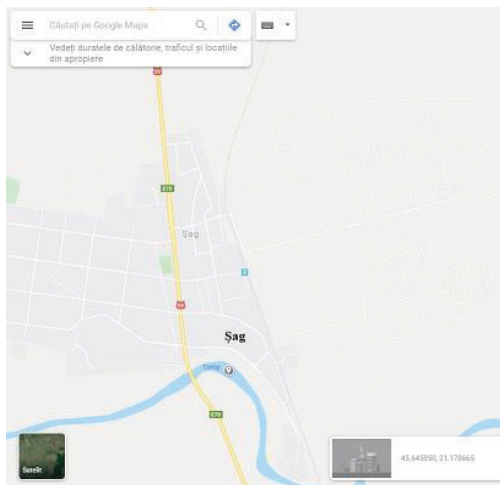 Căutați pe Google Maps
Vedeți duratele de călătorie, traficul și locațiile
din apropiere
59
E70
Șag
59
Șag
Timiș
E70
Satelit
45.645850, 21.178665